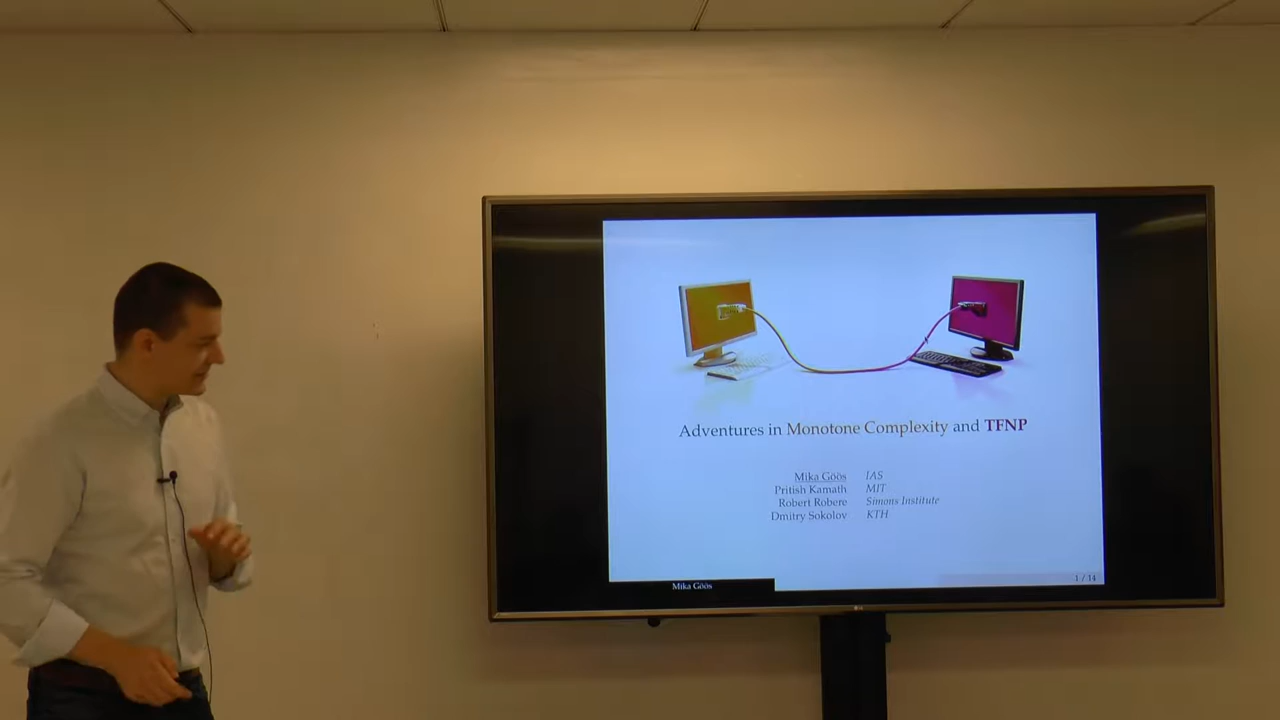 Adventures in Monotone Complexity and TFNP
Mika Göös IAS
Pritish Kamath MIT
Robert Robere Simons Institute
Dmitry Sokolov KTH
Mika Göös
1 / 14
LG